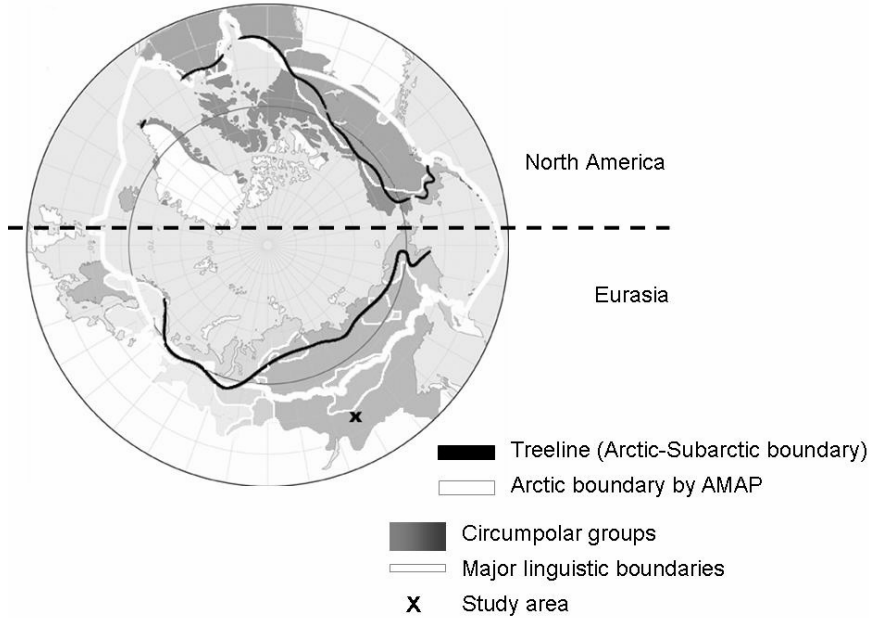 North America
Eurasia
x
Treeline (Arctic-Subarctic boundary)
Arctic boundary by AMAP
Circumpolar groups
Major linguistic boundaries
x Study area